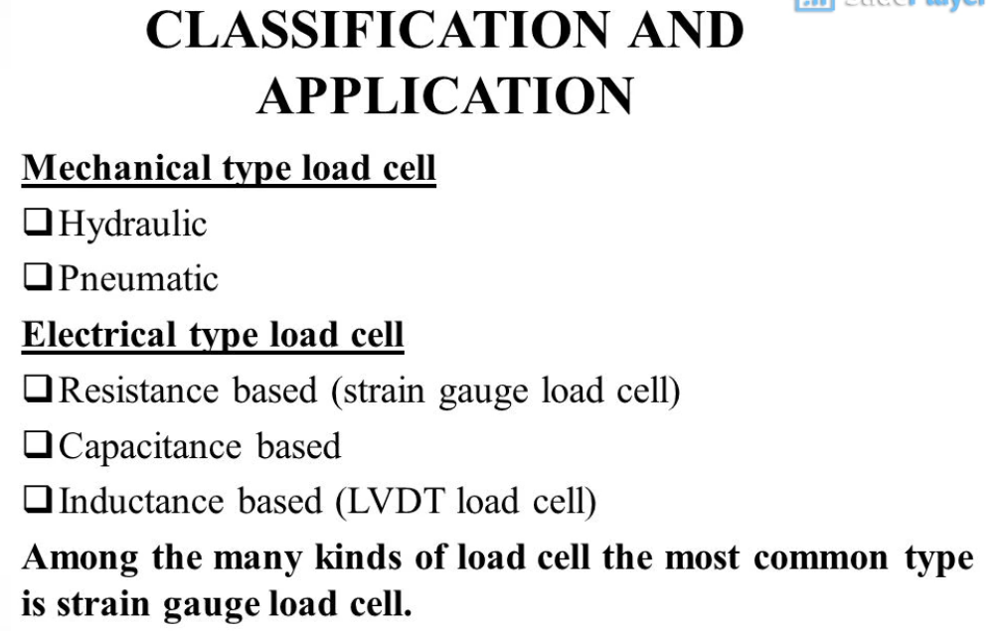 CLASSIFICATION AND
APPLICATION
Mechanical type load cell
❑Hydraulic
❑Pneumatic
Electrical type load cell
❑Resistance based (strain gauge load cell)
❑Capacitance based
❑Inductance based (LVDT load cell)
Among the many kinds of load cell the most common type
is strain gauge load cell.